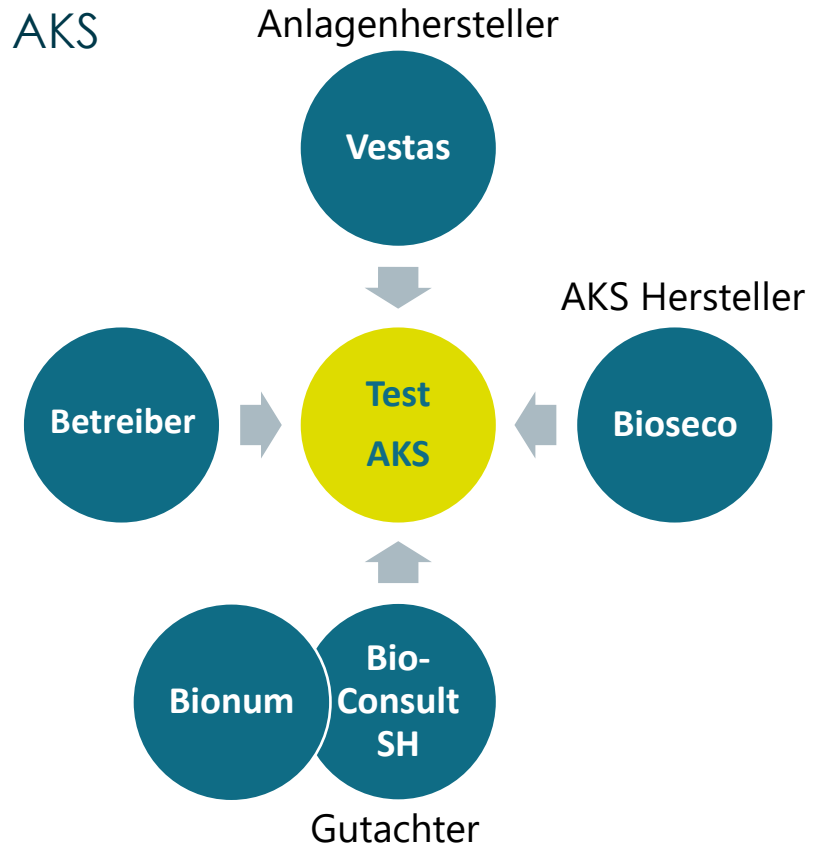 AKS
Anlagenhersteller
Vestas
AKS Hersteller
Betreiber
Test
AKS
Bioseco
Bionum
Bio-
Consult
SH
Gutachter